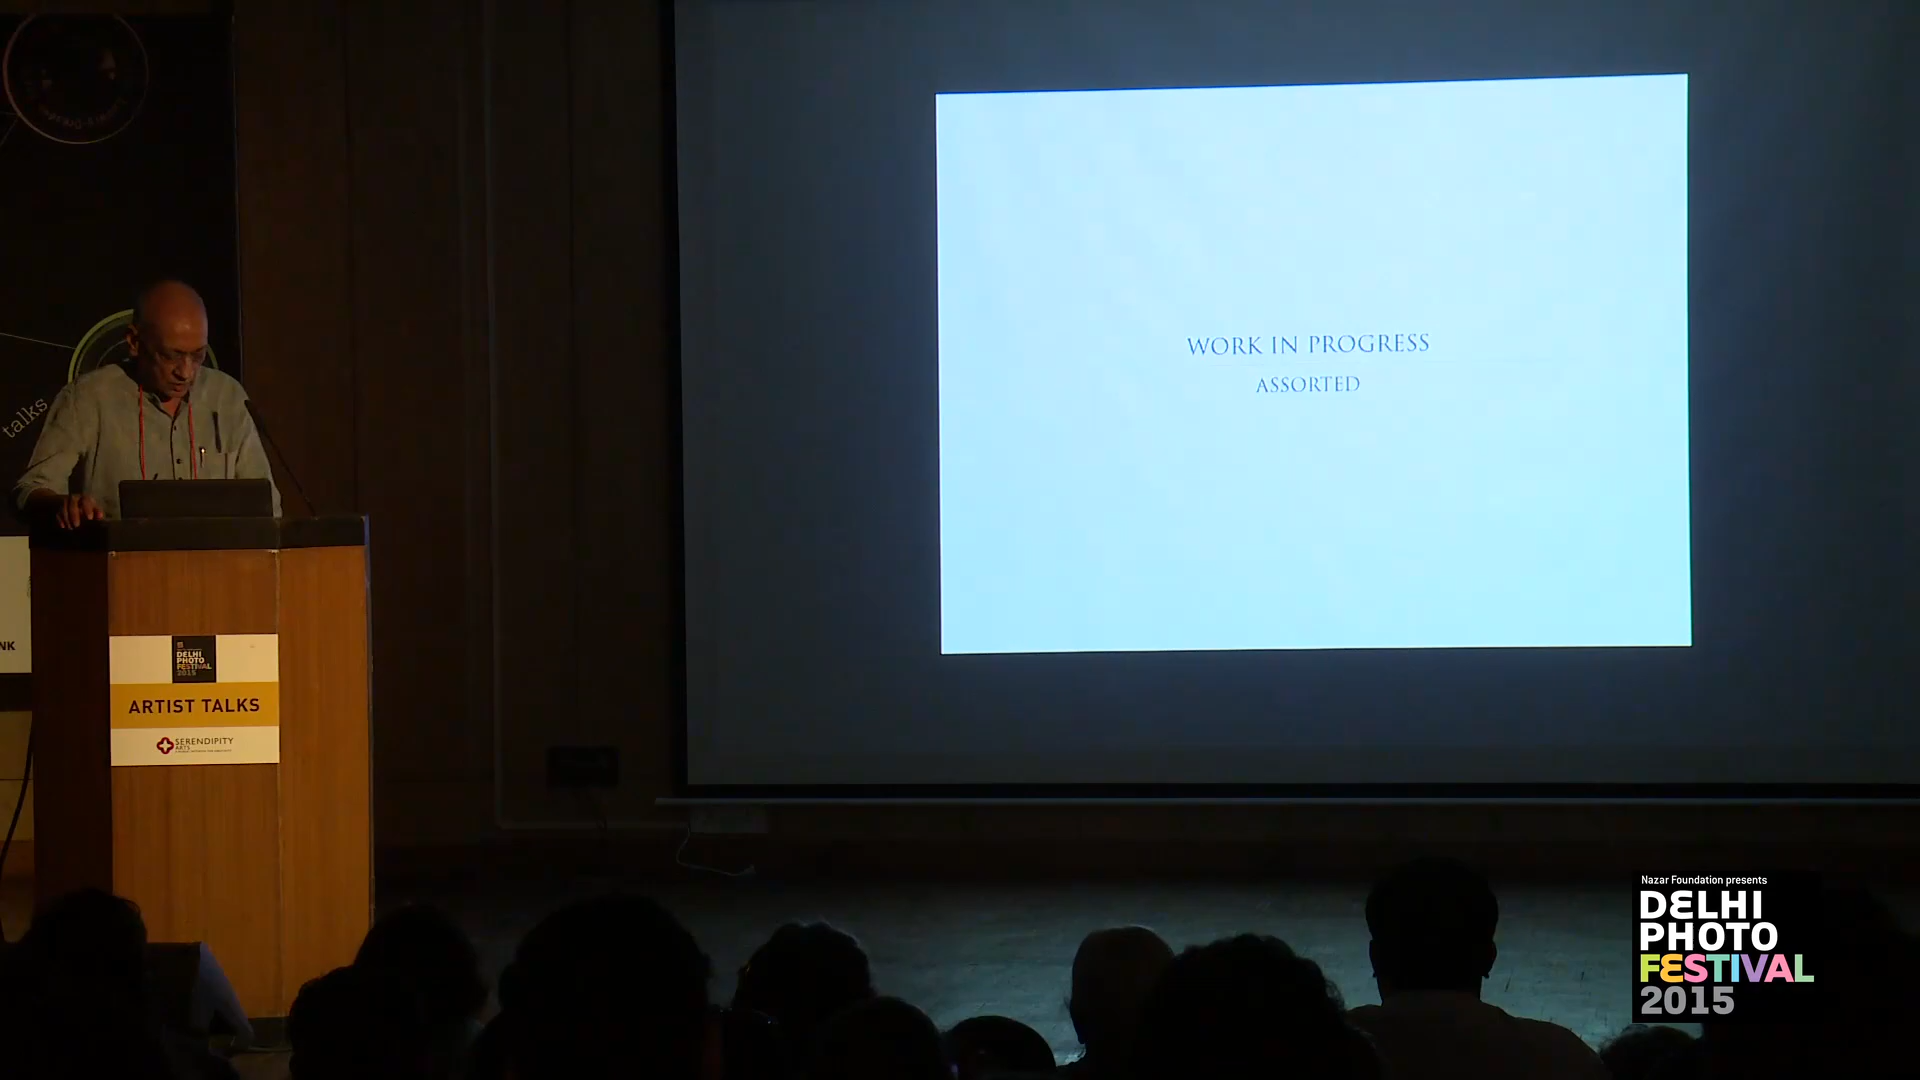 talks
WORK IN PROGRESS
ASSORTED
NK
DELHI
PHOTO
FESTIVAL
2015
ARTIST TALKS
SERENDIPITY
ARTS
Nazar Foundation presents
DELHI
PHOTO
FESTIVAL
2015